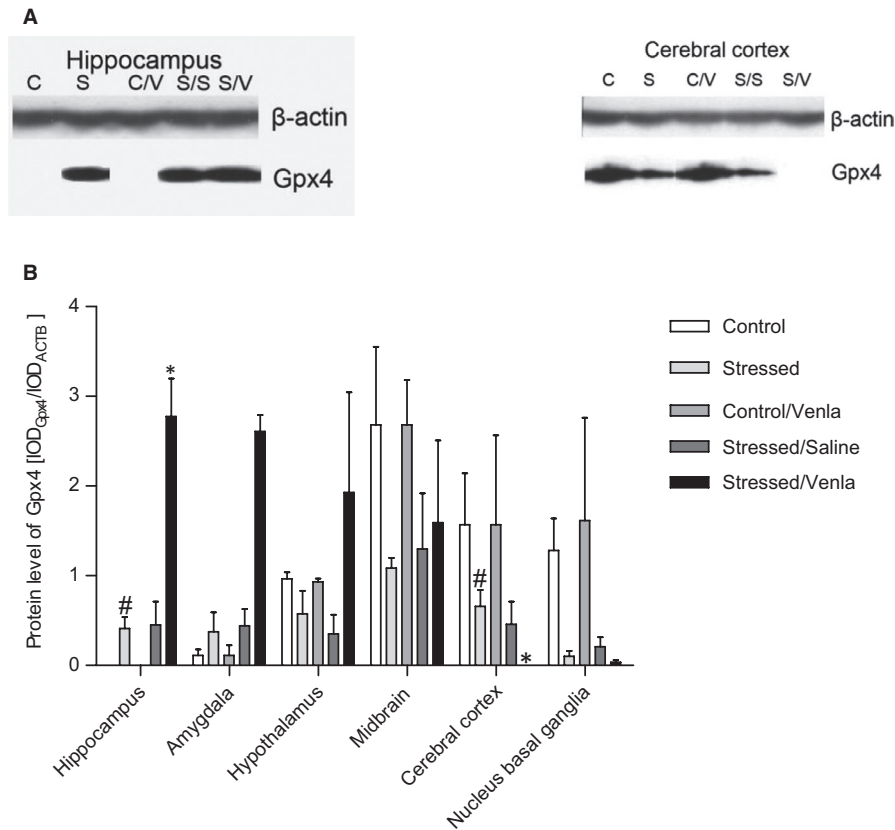 A
Hippocampus
C S C/V S/S S/V
β-actin
Gpx4
Cerebral cortex
C S C/V S/S S/V
β-actin
Gpx4
B
Protein level of Gpx4 [IODGpx4/IODACTB ]
4
3
2
1
0
*
#
#
*
Hippocampus
Amygdala
Hypothalamus
Midbrain
Cerebral cortex
Nucleus basal ganglia
Control
Stressed
Control/Venla
Stressed/Saline
Stressed/Venla